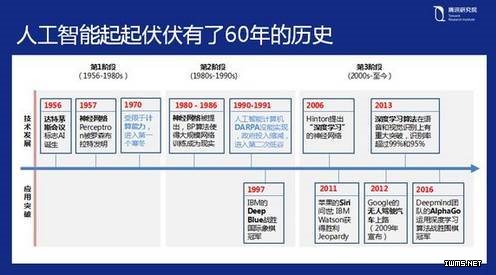 腾讯研究院
Tencent Research Institute
人工智能起起伏伏有了60年的历史
第1阶段
(1956-1980s)
第2阶段
(1980s-1990s)
第3阶段
(2000s-至今)
技术发展
1956
达特茅
斯会议
标志AI
诞生
1957
神经网络
Perceptro
n被罗森布
拉特发明
1970
受限于计
算能力,
进入第一
个寒冬
1980 - 1986
神经网络被提
出,BP算法使
得大规模网络
训练成为现实
1990-1991
人工智能计算机
DARPA没能实现
,政府投入缩减,
进入第二次低谷
2006
Hinton提出
“深度学习”
的神经网络
2013
深度学习算法在语
音和视觉识别上有
重大突破,识别率
超过99%和95%
应用突破
1997
IBM的
Deep
Blue战胜
国际象棋
冠军
2011
苹果的Siri
问世; IBM
Watson获
得胜利
Jeopardy
2012
Google的
无人驾驶汽
车上路
(2009年
宣布)
2016
Deepmind团
队的AlphaGo
运用深度学习
算法战胜围棋
冠军
IWMS.NET